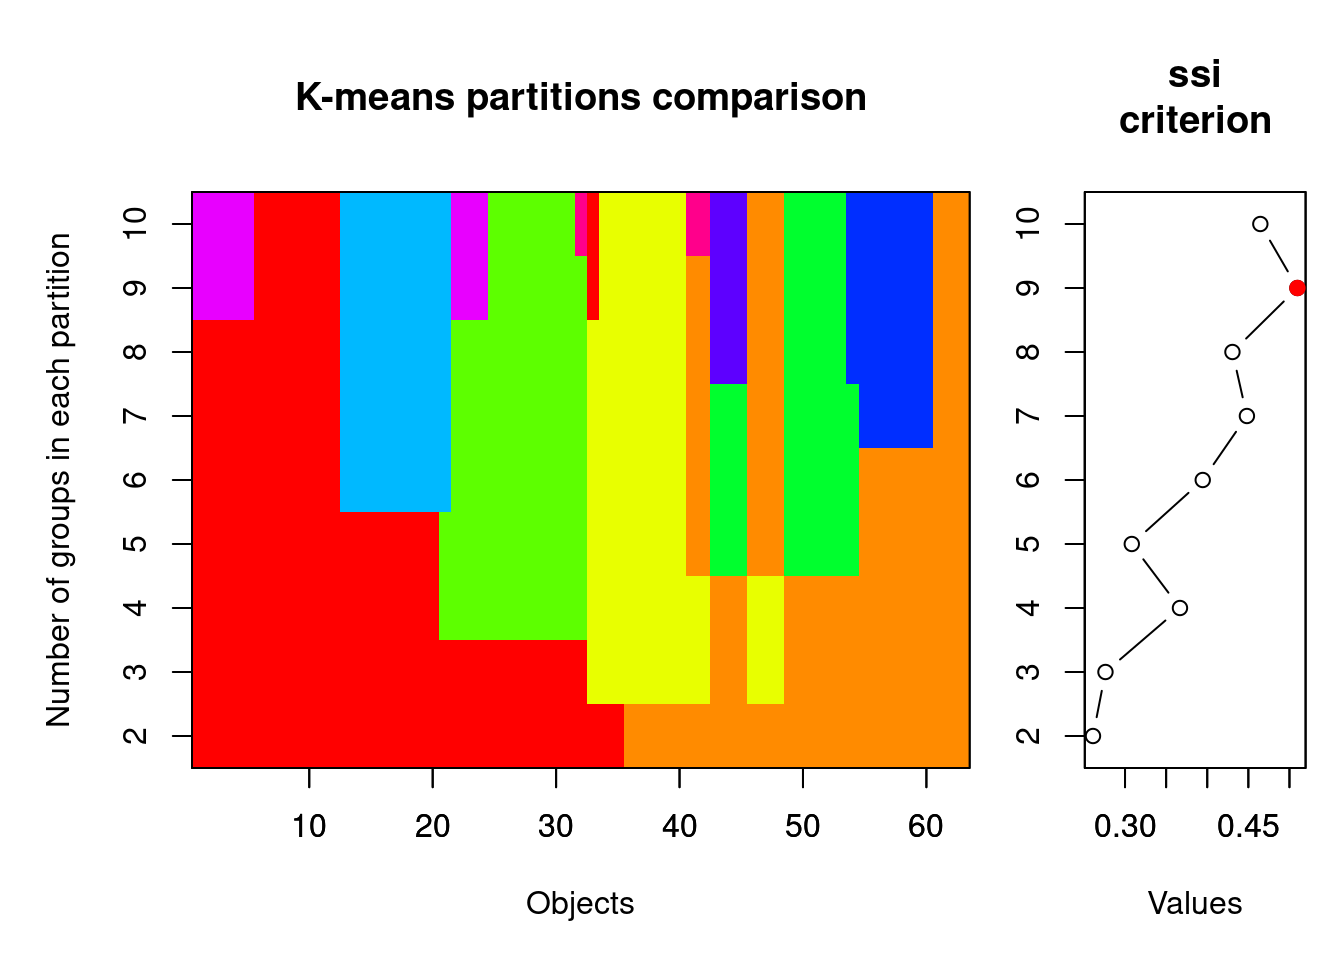 K-means partitions comparison
ssi
criterion
Number of groups in each partition
10
9
8
7
6
5
4
3
2
10 20 30 40 50 60
Objects
10
9
8
7
6
5
4
3
2
0.30 0.45
Values